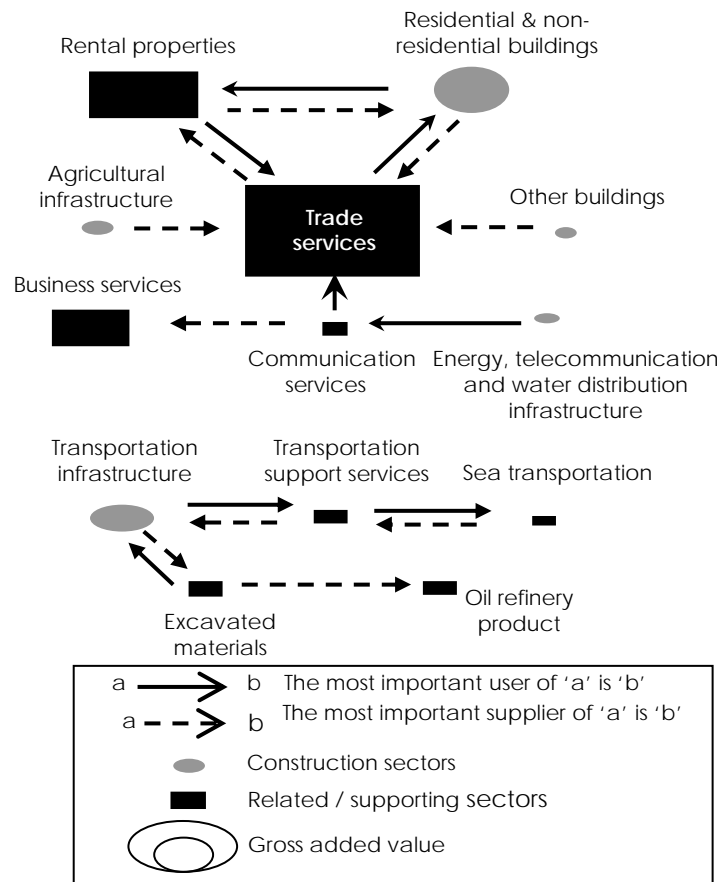 Rental properties
Residential & non-
residential buildings
Agricultural
infrastructure
Trade
services
Other buildings
Business services
Communication
services
Energy, telecommunication
and water distribution
infrastructure
Transportation
infrastructure
Transportation
support services
Sea transportation
Excavated
materials
Oil refinery
product
a b The most important user of ‘a’ is ‘b’
a b The most important supplier of ‘a’ is ‘b’
Construction sectors
Related / supporting sectors
Gross added value